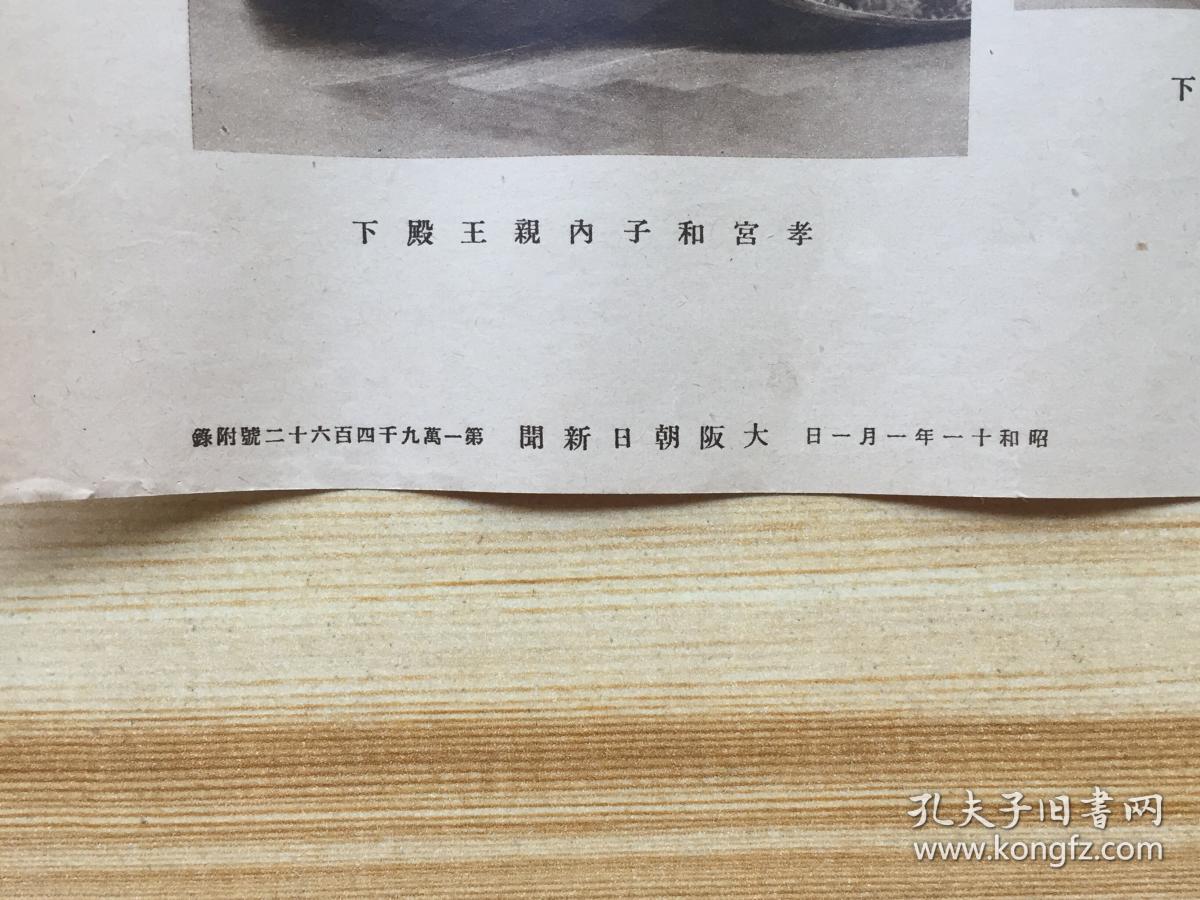 下
孝宮和子內親王殿下
昭和十一年一月一日 大阪朝日新聞 第一萬九千四百六十二號附錄
孔夫子旧書网
www.kongfz.com